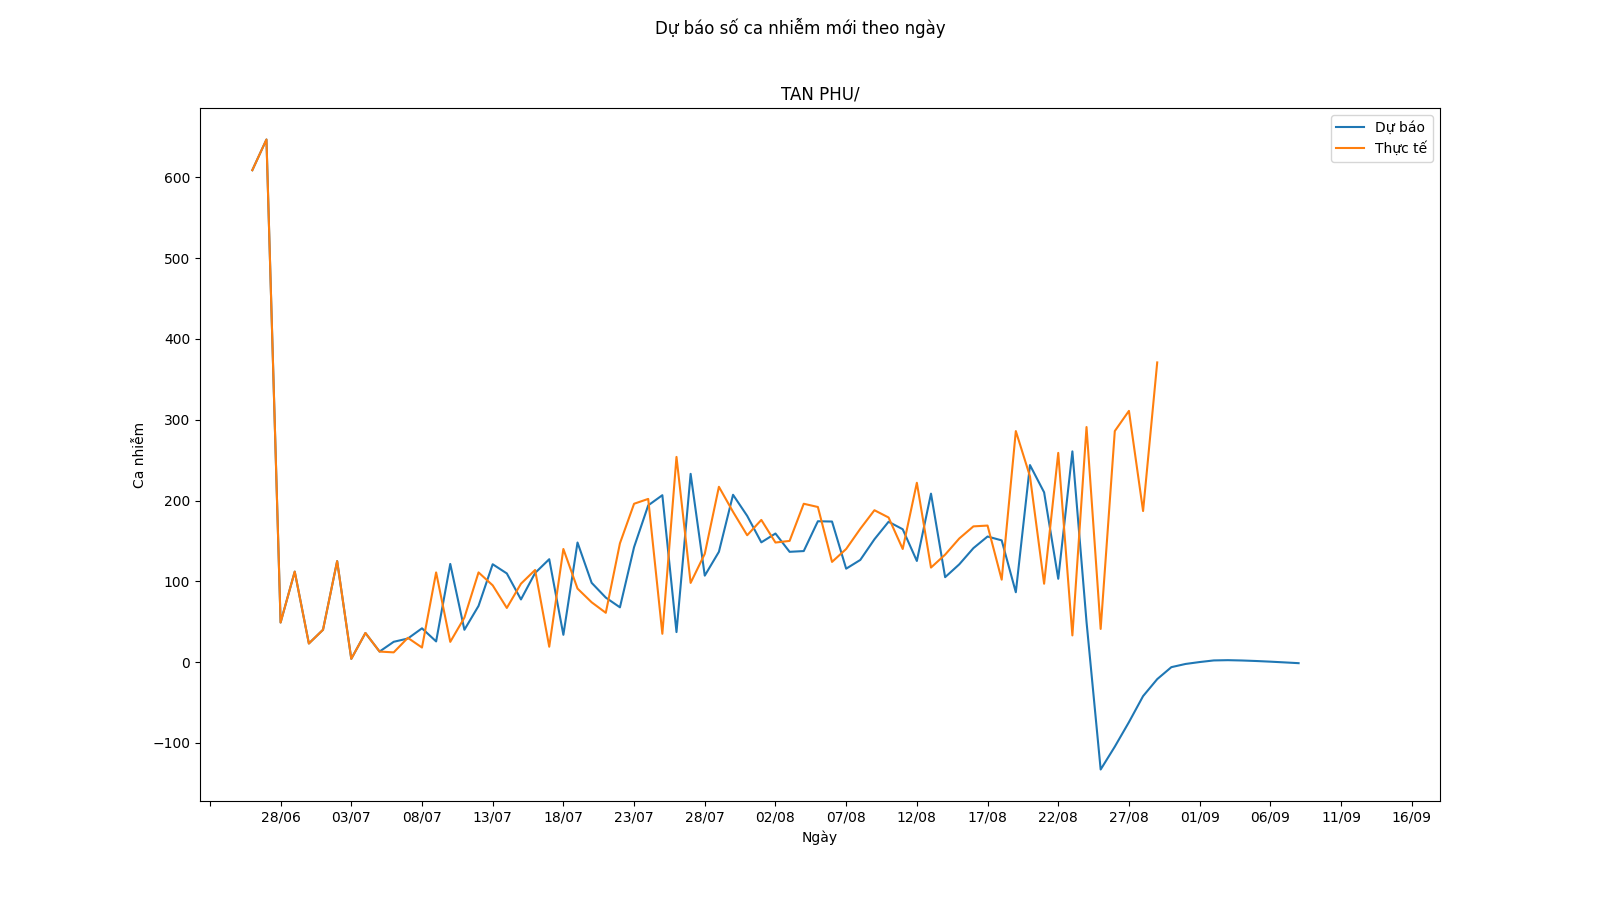 Dự báo số ca nhiễm mới theo ngày
TAN PHU/
Dự báo
Thực tế
600
500
400
300
200
100
0
−100
Ca nhiễm
28/06 03/07 08/07 13/07 18/07 23/07 28/07 02/08 07/08 12/08 17/08 22/08 27/08 01/09 06/09 11/09 16/09
Ngày